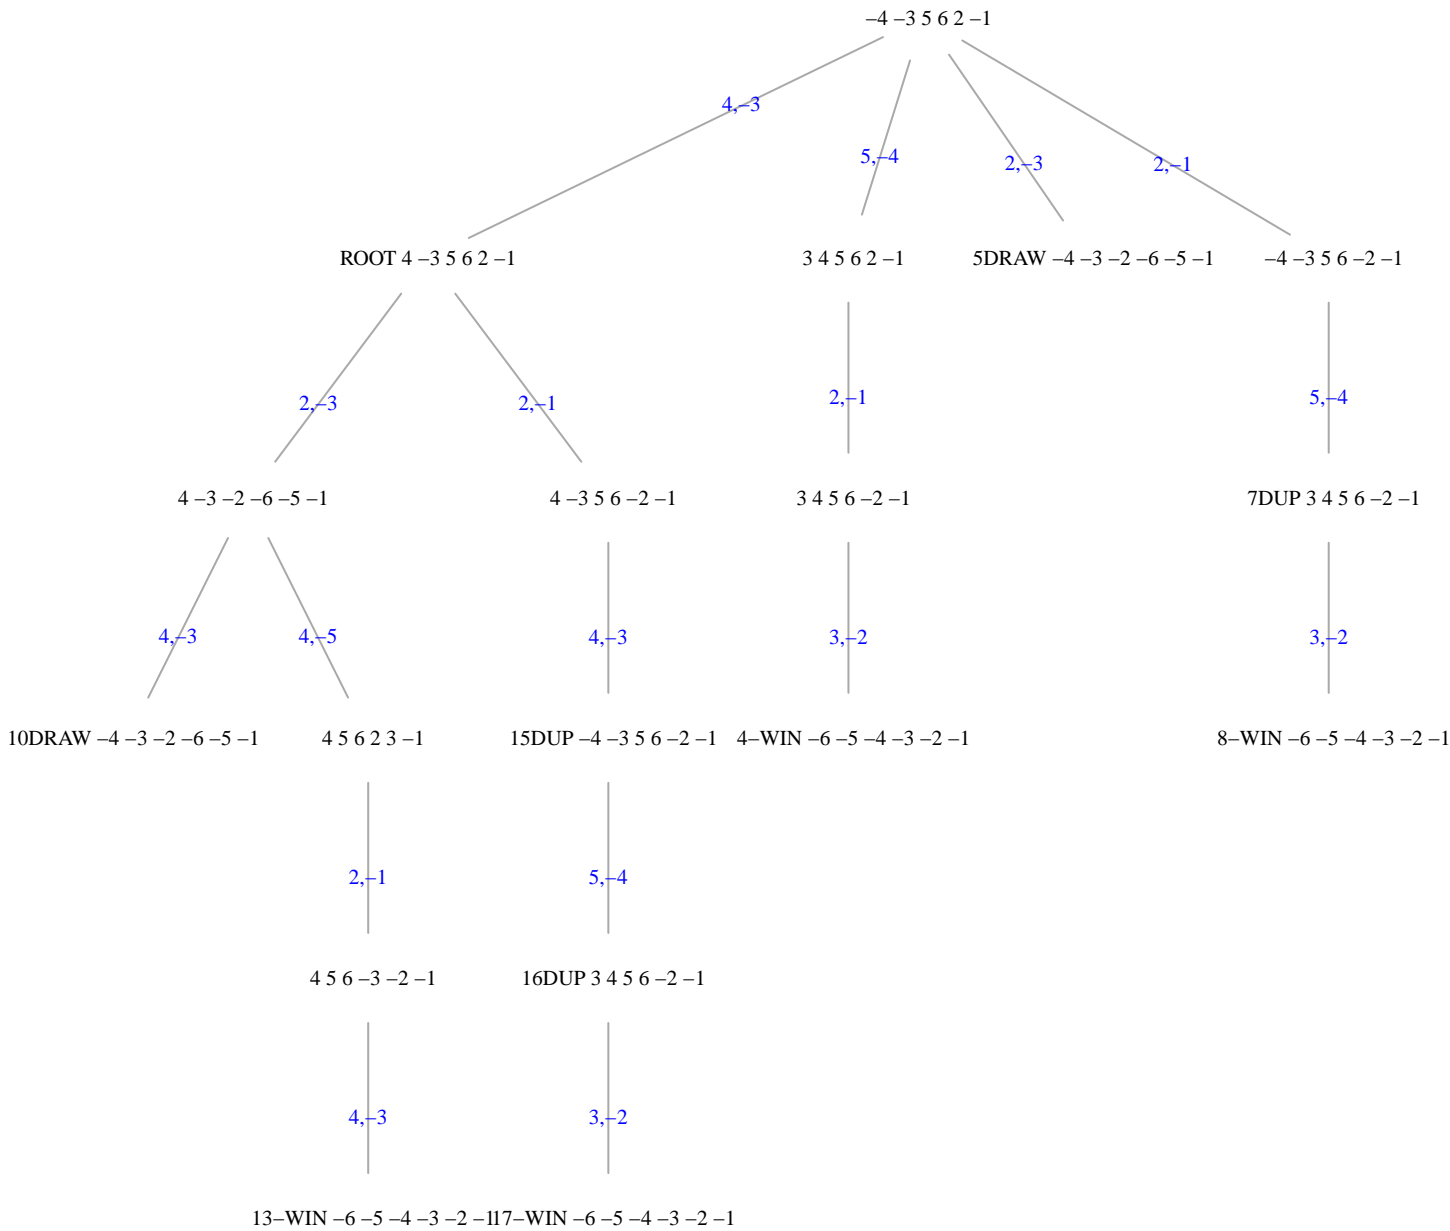 –4 –3 5 6 2 –1
4,–3
5,–4
2,–3
2,–1
ROOT 4 –3 5 6 2 –1
3 4 5 6 2 –1
5DRAW –4 –3 –2 –6 –5 –1
–4 –3 5 6 –2 –1
2,–3
2,–1
2,–1
5,–4
4 –3 –2 –6 –5 –1
4 –3 5 6 –2 –1
3 4 5 6 –2 –1
7DUP 3 4 5 6 –2 –1
4,–3
4,–5
4,–3
3,–2
3,–2
10DRAW –4 –3 –2 –6 –5 –1
4 5 6 2 3 –1
15DUP –4 –3 5 6 –2 –1
4–WIN –6 –5 –4 –3 –2 –1
8–WIN –6 –5 –4 –3 –2 –1
2,–1
5,–4
4 5 6 –3 –2 –1
16DUP 3 4 5 6 –2 –1
4,–3
3,–2
13–WIN –6 –5 –4 –3 –2 –1
17–WIN –6 –5 –4 –3 –2 –1